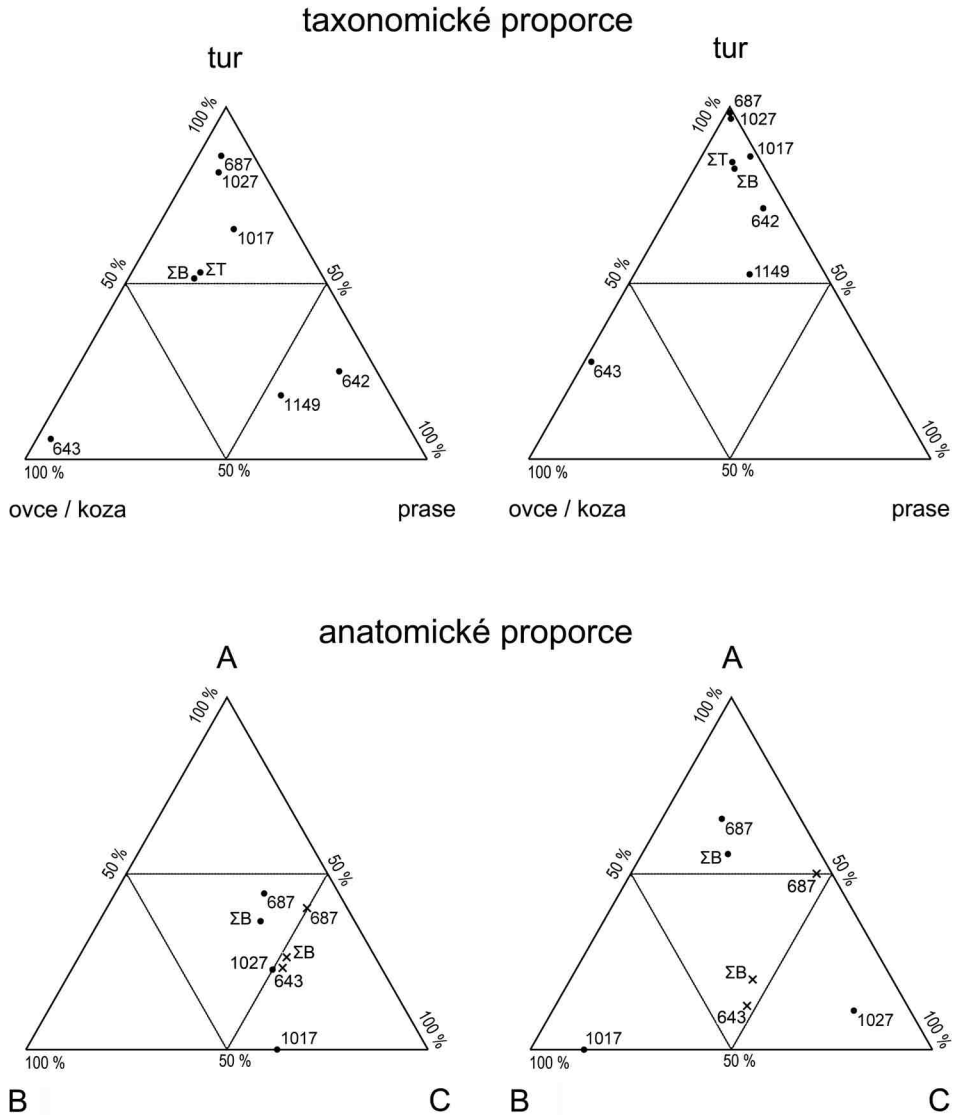 taxonomické proporce
tur
tur
100 %
687
1027
1017
ΣB
ΣT
50 %
50 %
642
1149
643
100 %
50 %
100 %
ovce / koza
prase
100 %
687
1027
1017
ΣT
ΣB
642
1149
50 %
50 %
643
100 %
50 %
100 %
ovce / koza
prase
anatomické proporce
A
A
100 %
50 %
50 %
687
687
ΣB
ΣB
1027
643
1017
100 %
50 %
100 %
B
C
100 %
687
ΣB
50 %
50 %
687
ΣB
643
1027
1017
100 %
50 %
100 %
B
C